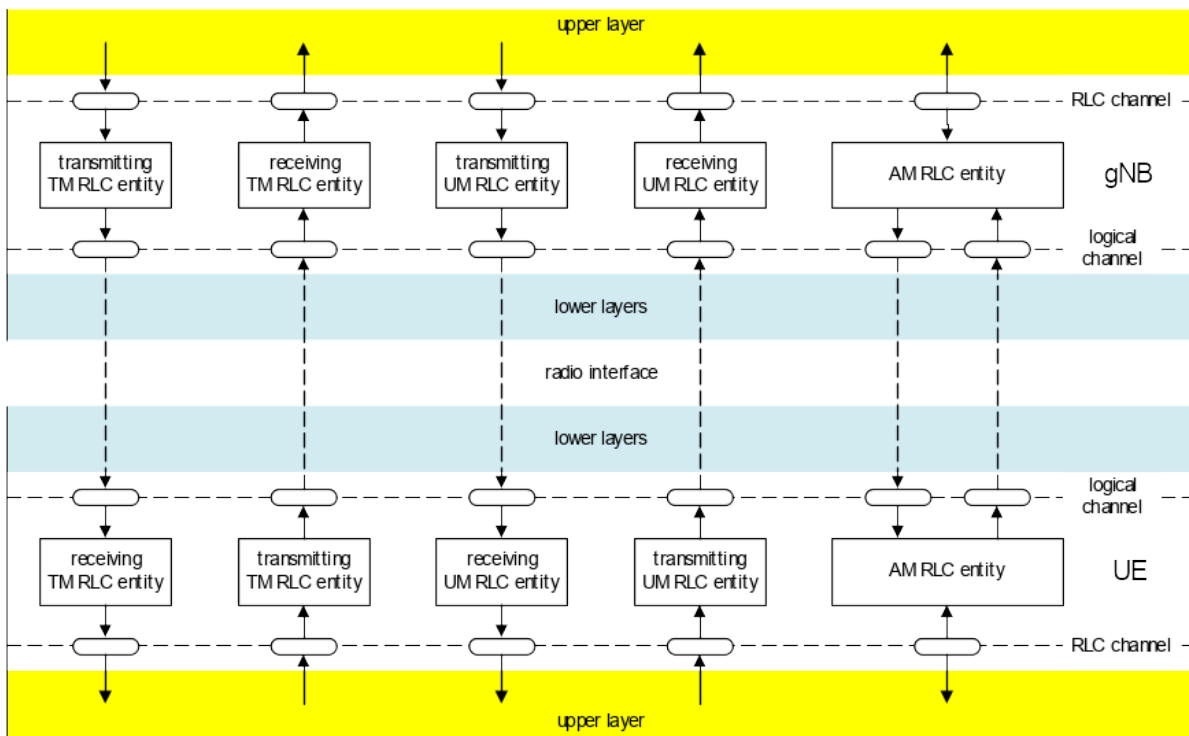 upper layer
RLC channel
transmitting
TM RLC entity
receiving
TM RLC entity
transmitting
UM RLC entity
receiving
UM RLC entity
AM RLC entity
gNB
logical
channel
lower layers
radio interface
lower layers
logical
channel
receiving
TM RLC entity
transmitting
TM RLC entity
receiving
UM RLC entity
transmitting
UM RLC entity
AM RLC entity
UE
RLC channel
upper layer